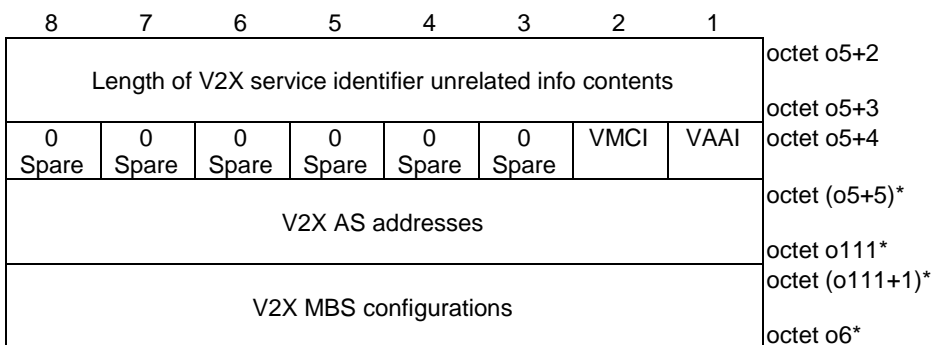 8 7 6 5 4 3 2 1
octet o5+2
Length of V2X service identifier unrelated info contents
octet o5+3
0 0 0 0 0 0 VMCI VAAI octet o5+4
Spare Spare Spare Spare Spare Spare
octet (o5+5)*
V2X AS addresses
octet o111*
octet (o111+1)*
V2X MBS configurations
octet o6*